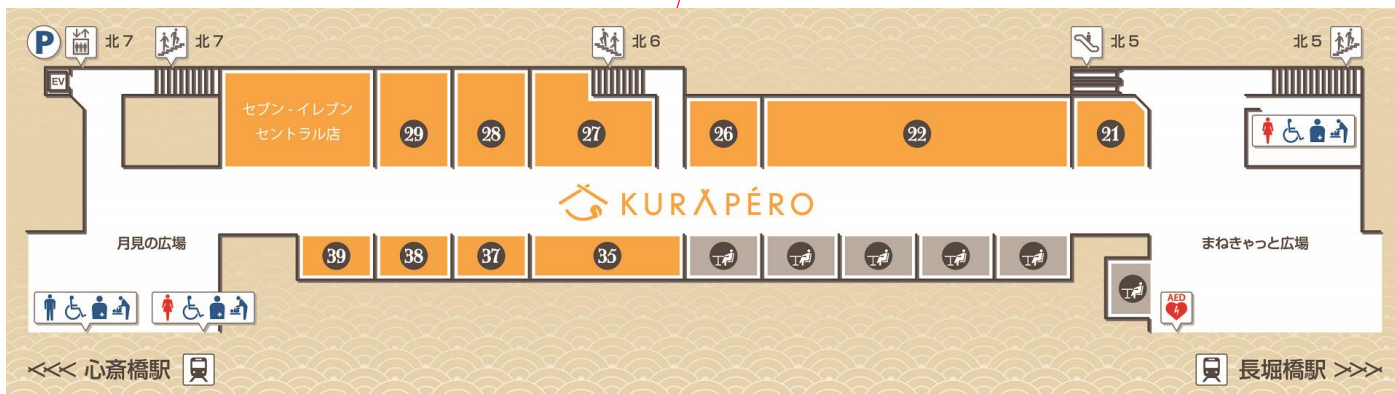 P
北7
北7
北6
北5
北5
EV
セブン-イレブン
セントラル店
29
28
27
26
22
21
KURAPÉRO
月見の広場
まねきゃっと広場
39
38
37
35
AED
<<< 心斎橋駅
長堀橋駅 >>>